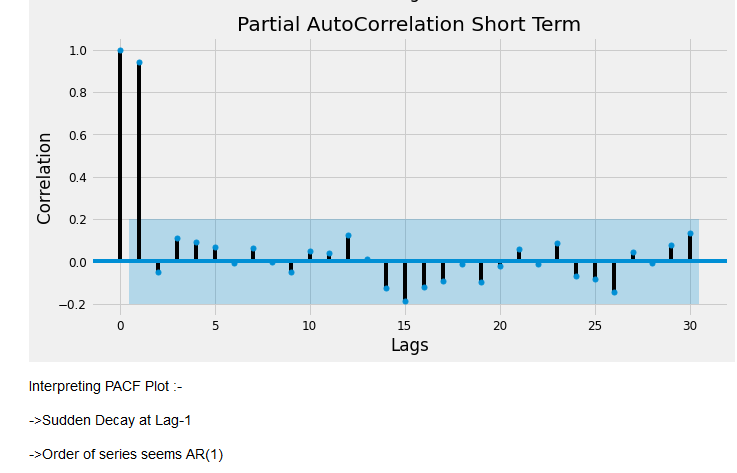 Partial AutoCorrelation Short Term
1.0
0.8
0.6
0.4
0.2
0.0
−0.2
Correlation
0 5 10 15 20 25 30
Lags
Interpreting PACF Plot :-
->Sudden Decay at Lag-1
->Order of series seems AR(1)